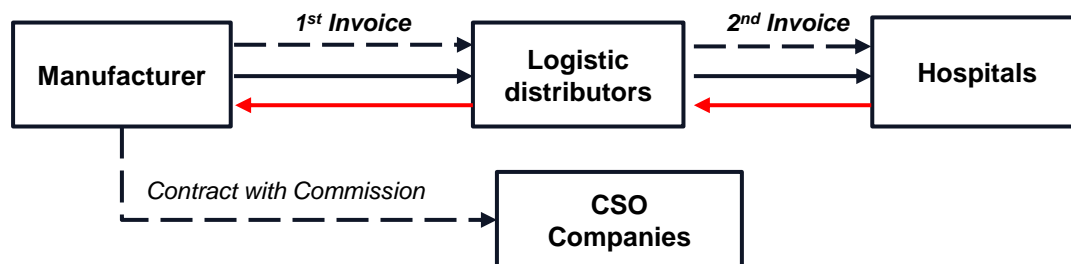 1st Invoice
2nd Invoice
Manufacturer
Logistic
distributors
Hospitals
Contract with Commission
CSO
Companies